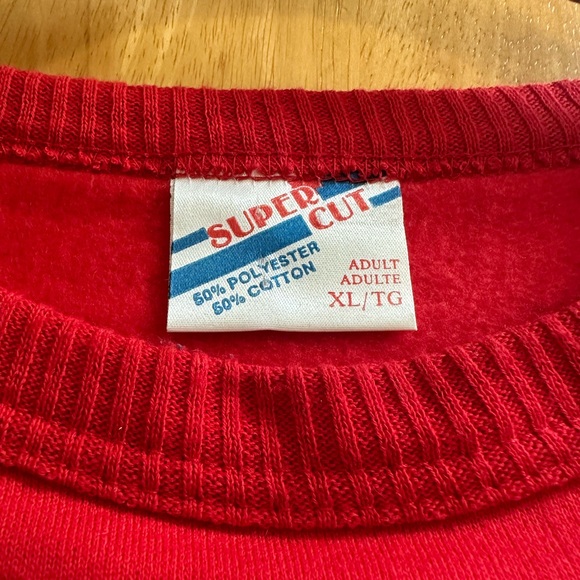 SUPER
CUT
50% POLYESTER
50% COTTON
ADULT
ADULTE
XL/TG